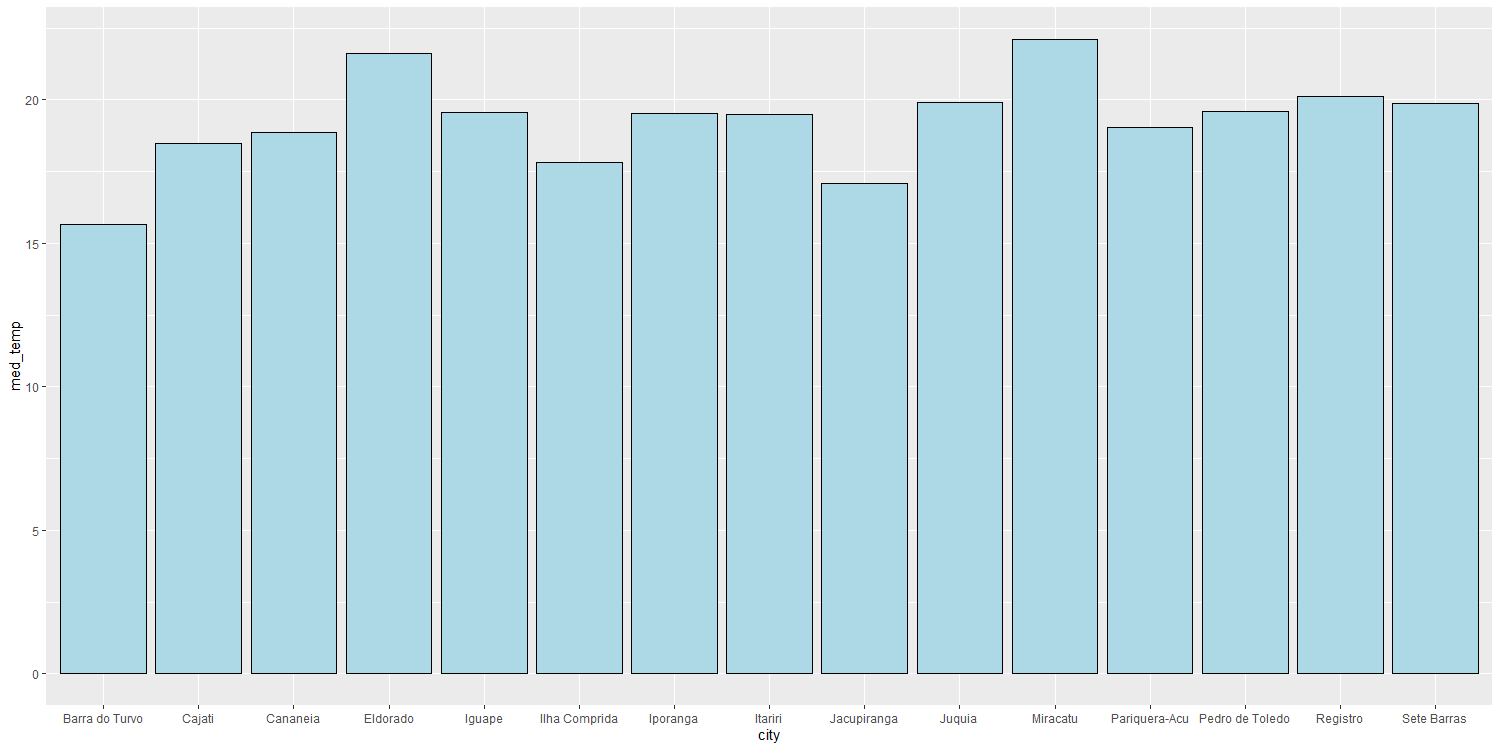 20
15
10
5
0
med_temp
Barra do Turvo Cajati Cananeia Eldorado Iguape Ilha Comprida Iporanga Itariri Jacupiranga Juquia Miracatu Pariquera-Acu Pedro de Toledo Registro Sete Barras
city